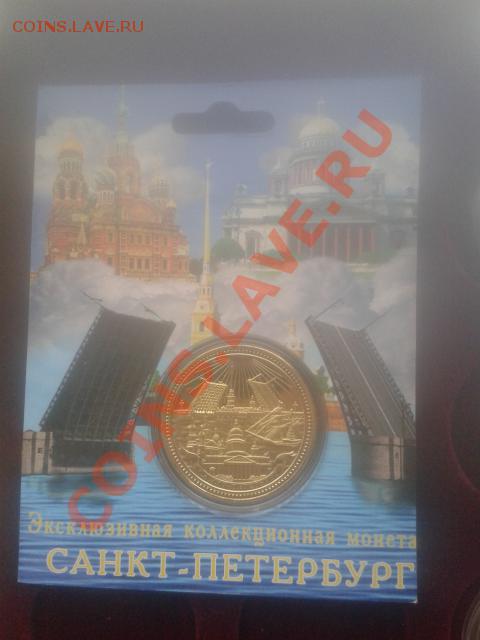 COINS.LAVE.RU
COINS.LAVE.RU
Эксклюзивная коллекционная монета
САНКТ-ПЕТЕРБУРГ